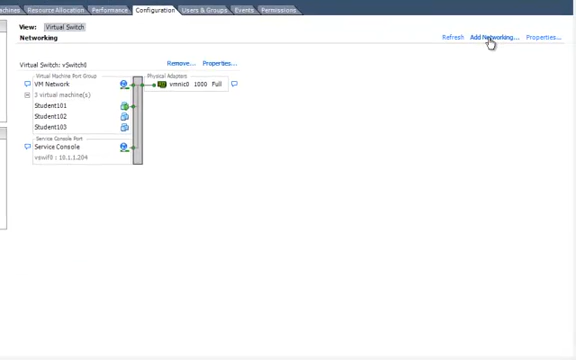 achines Resource Allocation Performance Configuration Users & Groups Events Permissions
View: Virtual Switch
Networking Refresh Add Networking... Properties...
Virtual Switch: vSwitch0 Remove... Properties...
Virtual Machine Port Group Physical Adapters
VM Network vmnic0 1000 Full
3 virtual machine(s)
Student101
Student102
Student103
Service Console Port
Service Console
vswif0 : 10.1.1.204